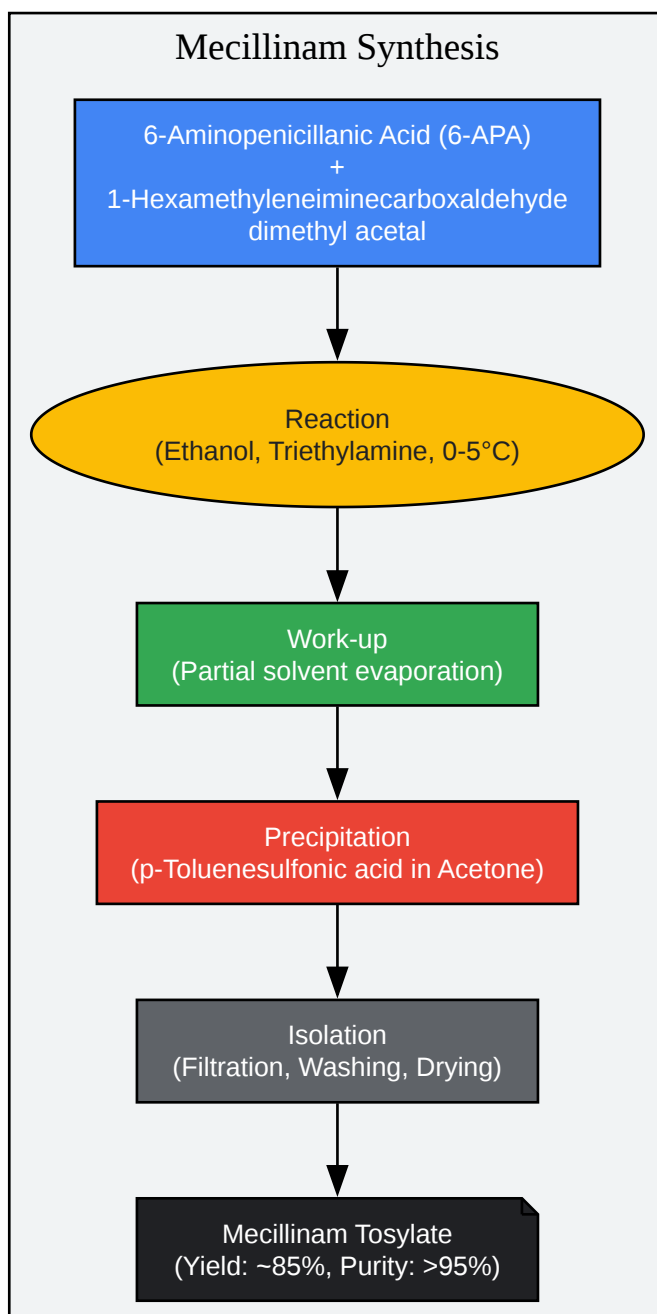 Mecillinam Synthesis
6-Aminopenicillanic Acid (6-APA)
+
1-Hexamethyleneiminecarboxaldehyde
dimethyl acetal
Reaction
(Ethanol, Triethylamine, 0-5°C)
Work-up
(Partial solvent evaporation)
Precipitation
(p-Toluenesulfonic acid in Acetone)
Isolation
(Filtration, Washing, Drying)
Mecillinam Tosylate
(Yield: ~85%, Purity: >95%)